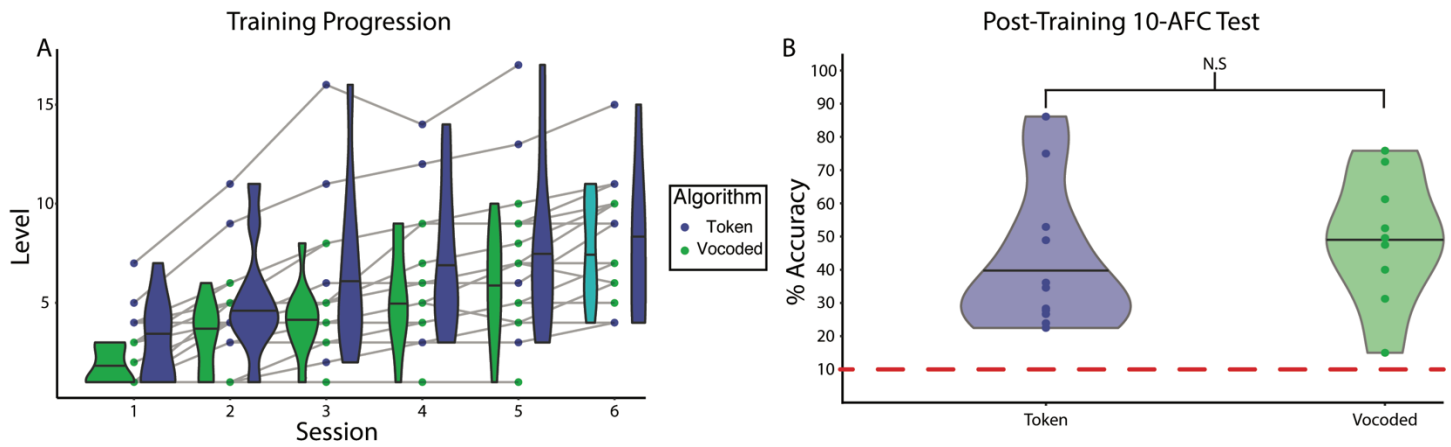 Training Progression
A
15
10
5
Level
1 2 3 4 5 6
Session
Algorithm
Token
Vocoded
Post-Training 10-AFC Test
B
N.S
100
90
80
70
60
50
40
30
20
10
% Accuracy
Token Vocoded